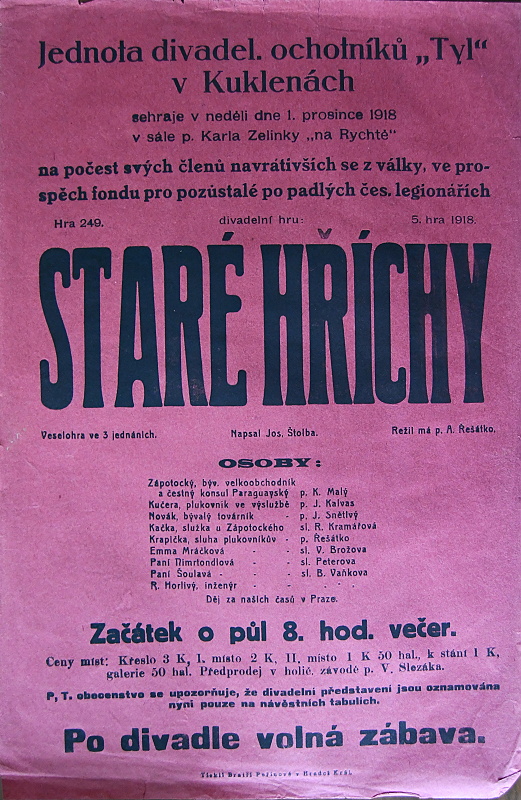 Jednota divadel. ochotníků „Tyl“
v Kuklenách
sehraje v neděli dne 1. prosince 1918
v sále p. Karla Zelinky „na Rychtě“
na počest svých členů navrátivších se z války, ve pro-
spěch fondu pro pozůstalé po padlých čes. legionářích
Hra 249. divadelní hru: 5. hra 1918.
STARÉ HŘÍCHY
Veselohra ve 3 jednáních. Napsal Jos. Štolba. Režii má p. A. Řešátko.
OSOBY:
Zápotocký, býv. velkoobchodník
a čestný konsul Paraguayský p. K. Malý
Kučera, plukovník ve výslužbě p. J. Kalvas
Novák, bývalý továrník - p. J. Snětivý
Kačka, služka u Zápotockého sl. R. Kramářová
Krapička, sluha plukovníkův - p. Řešátko
Emma Mráčková - - sl. V. Brožova
Paní Nimrtondlová - - sl. Peterova
Paní Šoulavá - - - sl. B. Vaňkova
R. Horlivý, inženýr - - - - -
Děj za našich časů v Praze.
Začátek o půl 8. hod. večer.
Ceny míst: Křeslo 3 K, I. místo 2 K, II. místo 1 K 50 hal., k stání 1 K,
galerie 50 hal. Předprodej v holič. závodě p. V. Slezáka.
P. T. obecenstvo se upozorňuje, že divadelní představení jsou oznamována
nyní pouze na návěstních tabulích.
Po divadle volná zábava.
Tiskli Bratři Peřinové v Hradci Král.